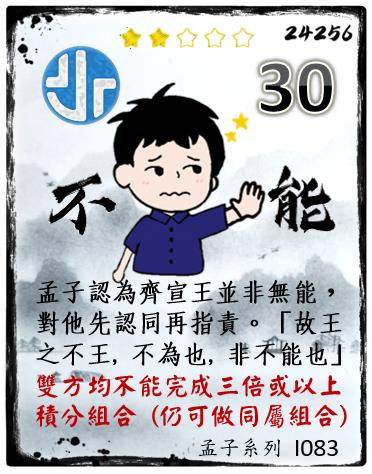 24256
30
不 能
孟子認為齊宣王並非無能，
對他先認同再指責。「故王
之不王, 不為也, 非不能也」
雙方均不能完成三倍或以上
積分組合 (仍可做同屬組合)
孟子系列 I083